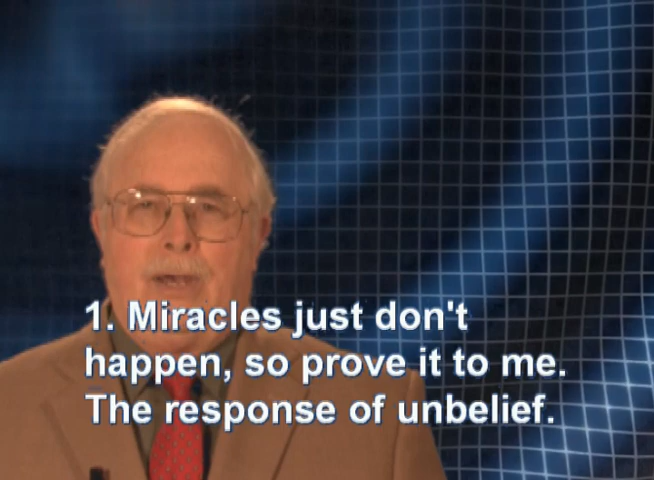 1. Miracles just don't
happen, so prove it to me.
The response of unbelief.